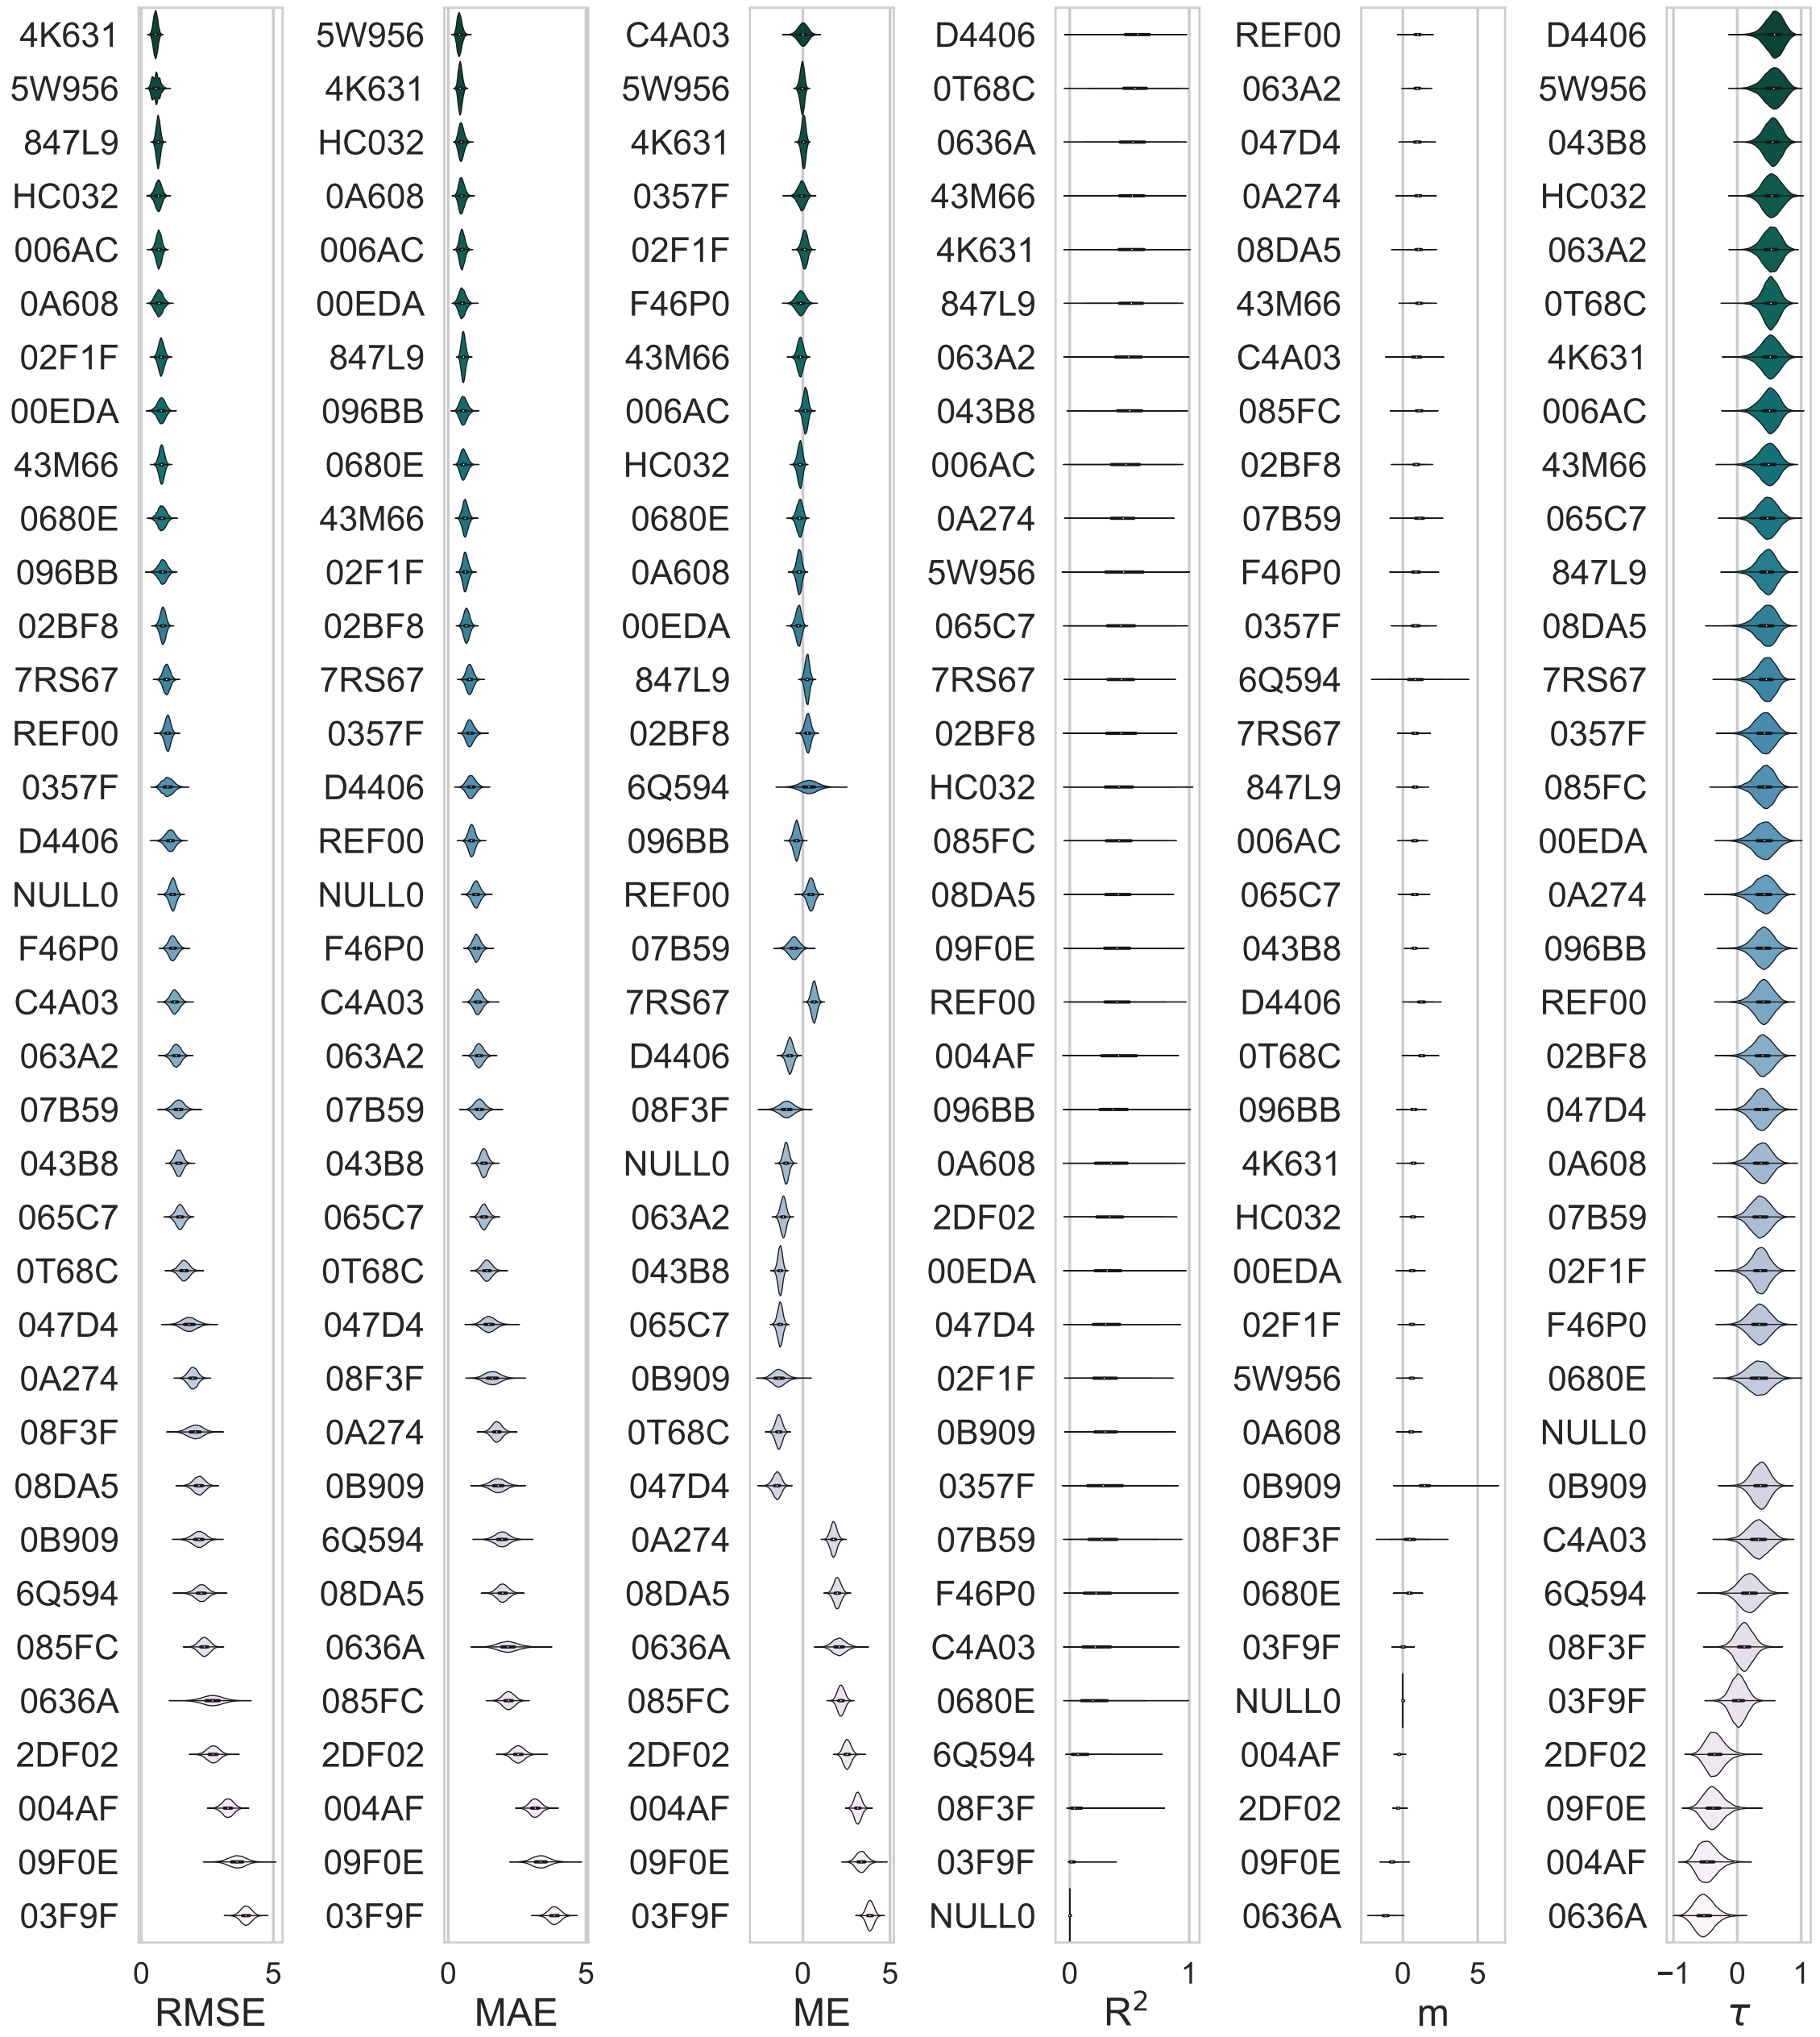 4K631 5W956 C4A03 D4406 REF00 D4406
5W956 4K631 5W956 0T68C 063A2 5W956
847L9 HC032 4K631 0636A 047D4 043B8
HC032 0A608 0357F 43M66 0A274 HC032
006AC 006AC 02F1F 4K631 08DA5 063A2
0A608 00EDA F46P0 847L9 43M66 0T68C
02F1F 847L9 43M66 063A2 C4A03 4K631
00EDA 096BB 006AC 043B8 085FC 006AC
43M66 0680E HC032 006AC 02BF8 43M66
0680E 43M66 0680E 0A274 07B59 065C7
096BB 02F1F 0A608 5W956 F46P0 847L9
02BF8 02BF8 00EDA 065C7 0357F 08DA5
7RS67 7RS67 847L9 7RS67 6Q594 7RS67
REF00 0357F 02BF8 02BF8 7RS67 0357F
0357F D4406 6Q594 HC032 847L9 085FC
D4406 REF00 096BB 085FC 006AC 00EDA
NULL0 NULL0 REF00 08DA5 065C7 0A274
F46P0 F46P0 07B59 09F0E 043B8 096BB
C4A03 C4A03 7RS67 REF00 D4406 REF00
063A2 063A2 D4406 004AF 0T68C 02BF8
07B59 07B59 08F3F 096BB 096BB 047D4
043B8 043B8 NULL0 0A608 4K631 0A608
065C7 065C7 063A2 2DF02 HC032 07B59
0T68C 0T68C 043B8 00EDA 00EDA 02F1F
047D4 047D4 065C7 047D4 02F1F F46P0
0A274 08F3F 0B909 02F1F 5W956 0680E
08F3F 0A274 0T68C 0B909 0A608 NULL0
08DA5 0B909 047D4 0357F 0B909 0B909
0B909 6Q594 0A274 07B59 08F3F C4A03
6Q594 08DA5 08DA5 F46P0 0680E 6Q594
085FC 0636A 0636A C4A03 03F9F 08F3F
0636A 085FC 085FC 0680E NULL0 03F9F
2DF02 2DF02 2DF02 6Q594 004AF 2DF02
004AF 004AF 004AF 08F3F 2DF02 09F0E
09F0E 09F0E 09F0E 03F9F 09F0E 004AF
03F9F 03F9F 03F9F NULL0 0636A 0636A
0 5 0 5 0 5 0 1 0 5 −1 0 1
RMSE MAE ME R² m τ